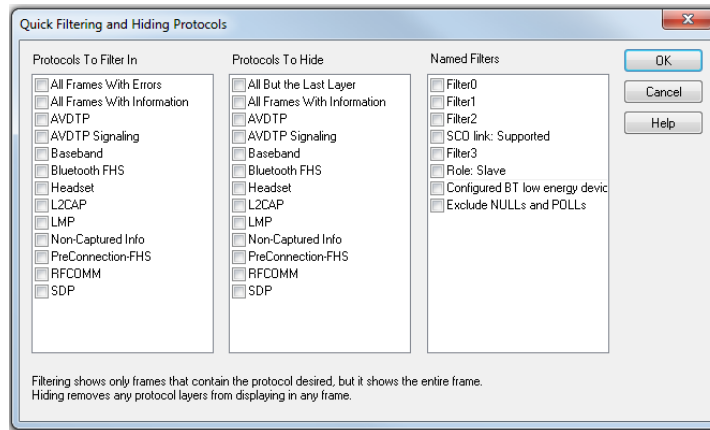 Quick Filtering and Hiding Protocols
Protocols To Filter In
All Frames With Errors
All Frames With Information
AVDTP
AVDTP Signaling
Baseband
Bluetooth FHS
Headset
L2CAP
LMP
Non-Captured Info
PreConnection-FHS
RFCOMM
SDP
Protocols To Hide
All But the Last Layer
All Frames With Information
AVDTP
AVDTP Signaling
Baseband
Bluetooth FHS
Headset
L2CAP
LMP
Non-Captured Info
PreConnection-FHS
RFCOMM
SDP
Named Filters
Filter0
Filter1
Filter2
SCO link: Supported
Filter3
Role: Slave
Configured BT low energy devic
Exclude NULLs and POLLs
OK
Cancel
Help
Filtering shows only frames that contain the protocol desired, but it shows the entire frame.
Hiding removes any protocol layers from displaying in any frame.